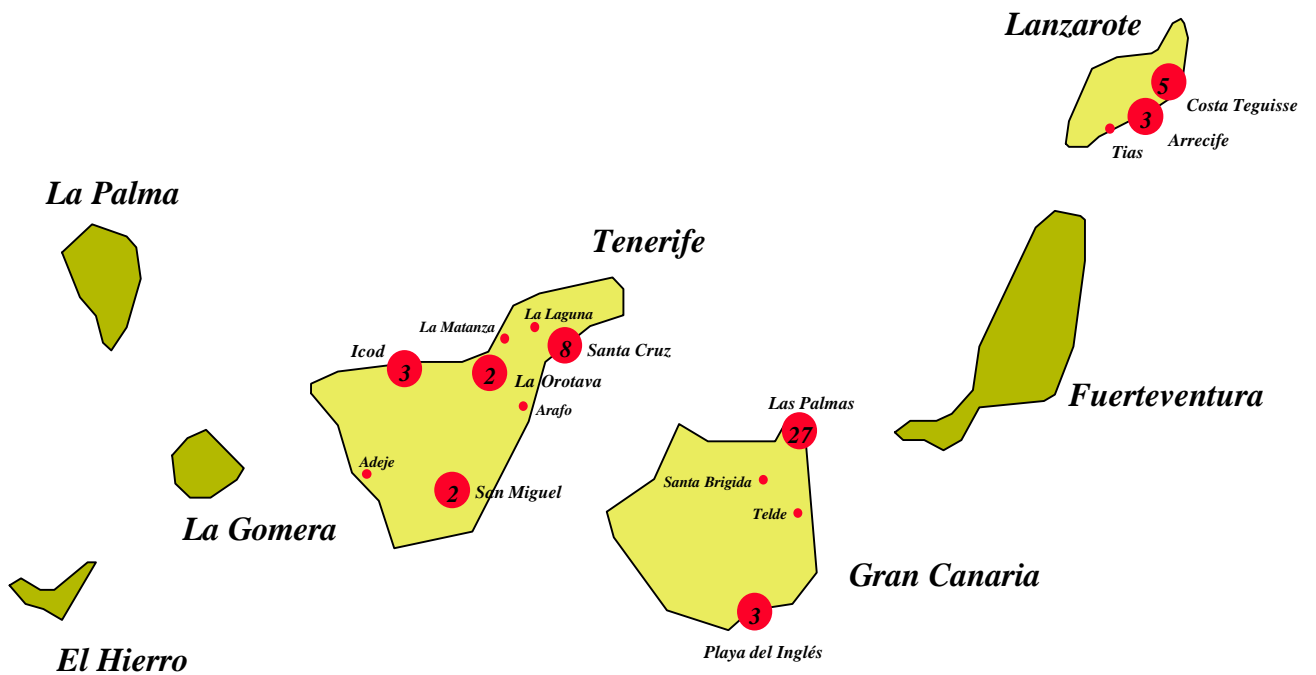 Lanzarote
5
Costa Teguisse
3
Arrecife
Tias
La Palma
Tenerife
La Laguna
La Matanza
8
Santa Cruz
Icod
3
2
La Orotava
Arafo
Fuerteventura
Las Palmas
27
Adeje
Santa Brigida
2
San Miguel
Telde
La Gomera
Gran Canaria
3
Playa del Inglés
El Hierro